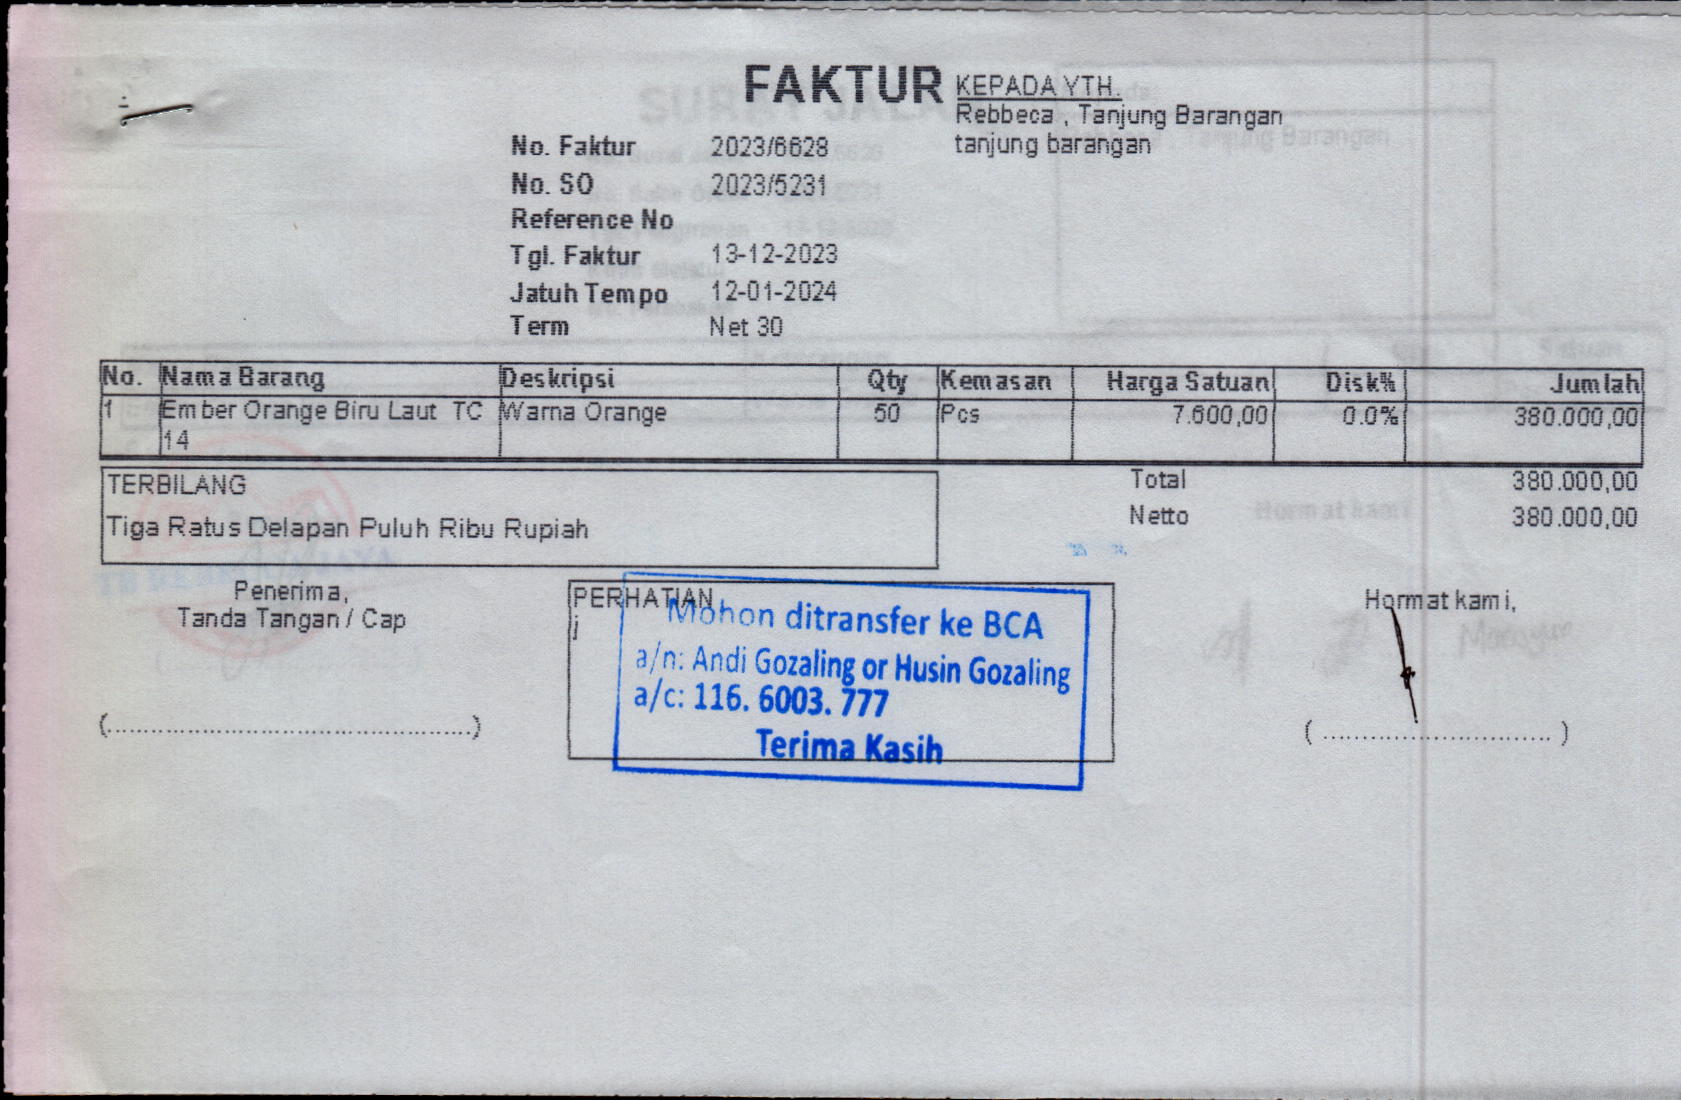 FAKTUR
KEPADA YTH.
Rebbeca , Tanjung Barangan
tanjung barangan
No. Faktur 2023/6628
No. SO 2023/5231
Reference No
Tgl. Faktur 13-12-2023
Jatuh Tempo 12-01-2024
Term Net 30
No. Nama Barang Deskripsi Qty Kemasan Harga Satuan Disk% Jumlah
1 Ember Orange Biru Laut TC Warna Orange 50 Pcs 7.600,00 0.0% 380.000,00
14
TERBILANG
Tiga Ratus Delapan Puluh Ribu Rupiah
Total 380.000,00
Netto 380.000,00
Penerima,
Tanda Tangan / Cap
(................................................)
PERHATIAN
Mohon ditransfer ke BCA
a/n: Andi Gozaling or Husin Gozaling
a/c: 116. 6003. 777
Terima Kasih
Hormat kami,
( .............................. )